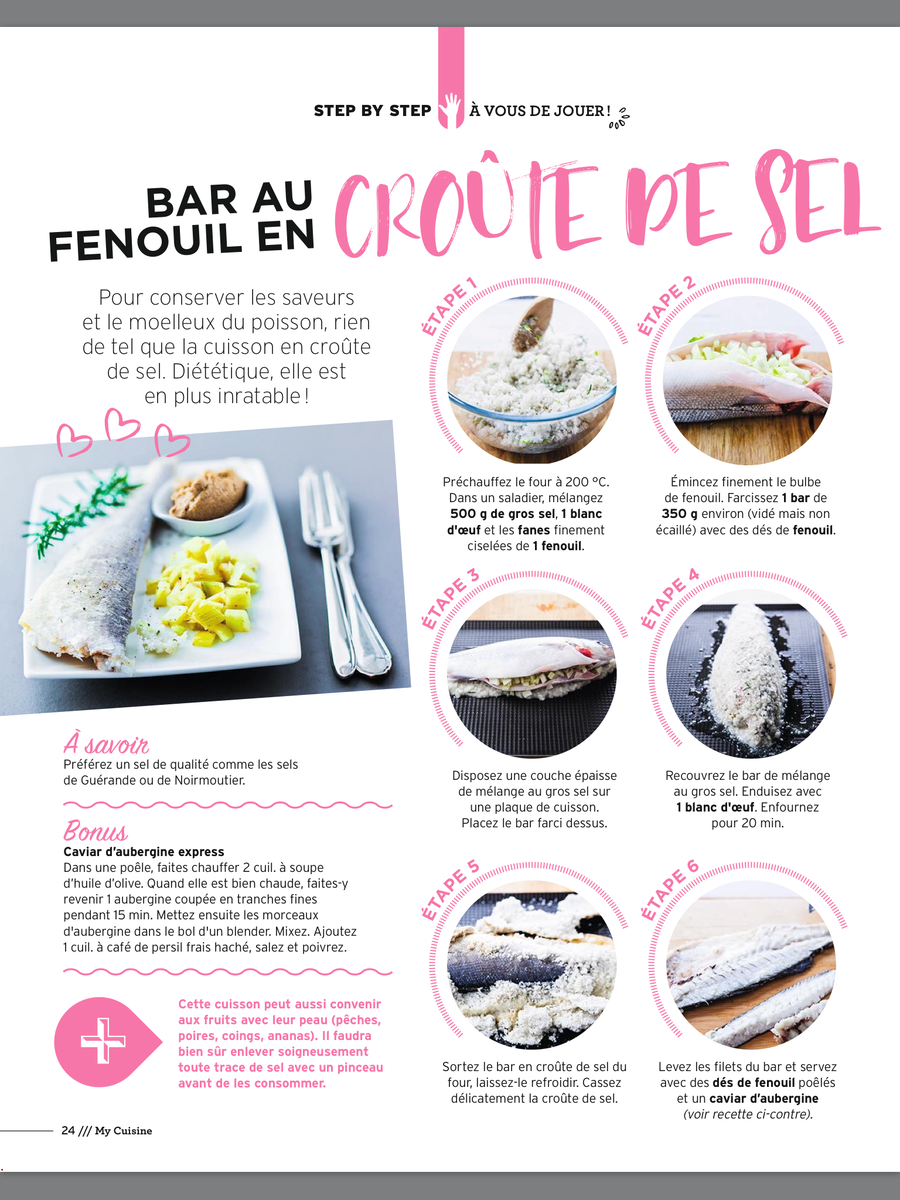 STEP BY STEP À VOUS DE JOUER !
BAR AU
FENOUIL EN
CROÛTE DE SEL
Pour conserver les saveurs
et le moelleux du poisson, rien
de tel que la cuisson en croûte
de sel. Diététique, elle est
en plus inratable !
À savoir
Préférez un sel de qualité comme les sels
de Guérande ou de Noirmoutier.
Bonus
Caviar d'aubergine express
Dans une poêle, faites chauffer 2 cuil. à soupe
d'huile d'olive. Quand elle est bien chaude, faites-y
revenir 1 aubergine coupée en tranches fines
pendant 15 min. Mettez ensuite les morceaux
d'aubergine dans le bol d'un blender. Mixez. Ajoutez
1 cuil. à café de persil frais haché, salez et poivrez.
Cette cuisson peut aussi convenir
aux fruits avec leur peau (pêches,
poires, coings, ananas). Il faudra
bien sûr enlever soigneusement
toute trace de sel avec un pinceau
avant de les consommer.
ÉTAPE 1
Préchauffez le four à 200 °C.
Dans un saladier, mélangez
500 g de gros sel, 1 blanc
d'œuf et les fanes finement
ciselées de 1 fenouil.
ÉTAPE 2
Émincez finement le bulbe
de fenouil. Farcissez 1 bar de
350 g environ (vidé mais non
écaillé) avec des dés de fenouil.
ÉTAPE 3
Disposez une couche épaisse
de mélange au gros sel sur
une plaque de cuisson.
Placez le bar farci dessus.
ÉTAPE 4
Recouvrez le bar de mélange
au gros sel. Enduisez avec
1 blanc d'œuf. Enfournez
pour 20 min.
ÉTAPE 5
Sortez le bar en croûte de sel du
four, laissez-le refroidir. Cassez
délicatement la croûte de sel.
ÉTAPE 6
Levez les filets du bar et servez
avec des dés de fenouil poêlés
et un caviar d'aubergine
(voir recette ci-contre).
24 /// My Cuisine